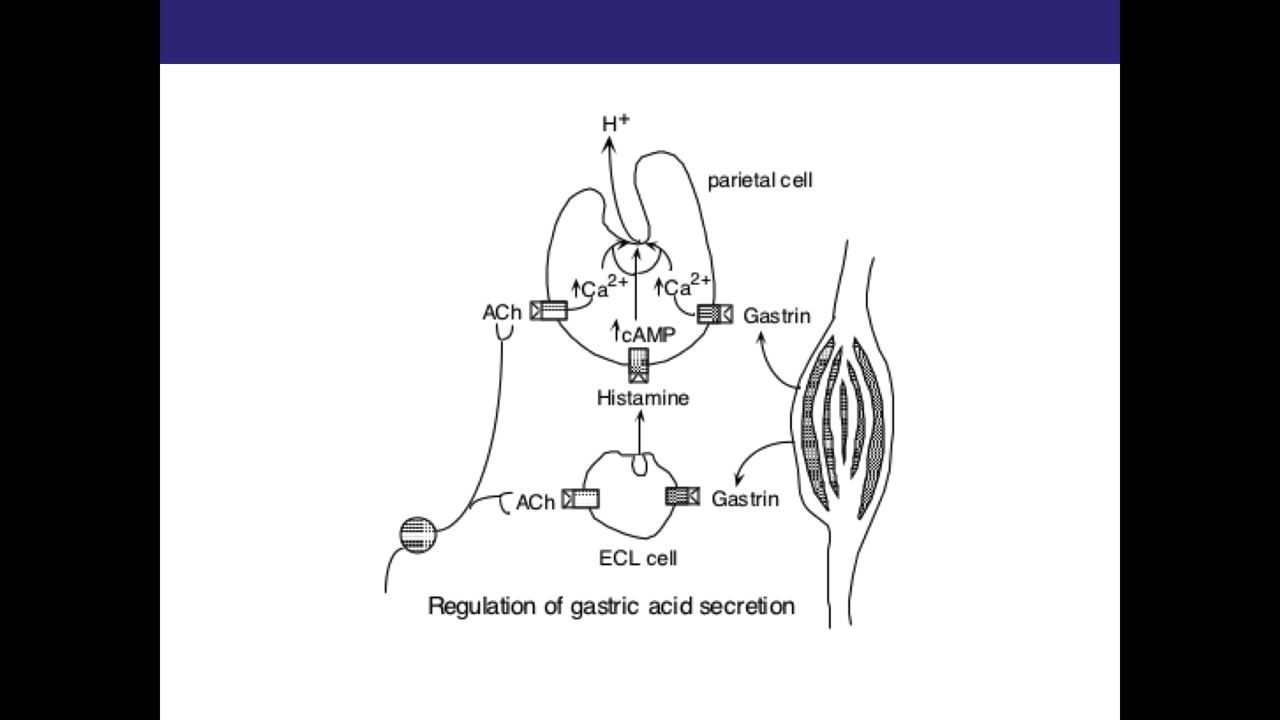 H+
parietal cell
↑Ca2+
↑Ca2+
ACh
Gastrin
↑cAMP
Histamine
ACh
Gastrin
ECL cell
Regulation of gastric acid secretion